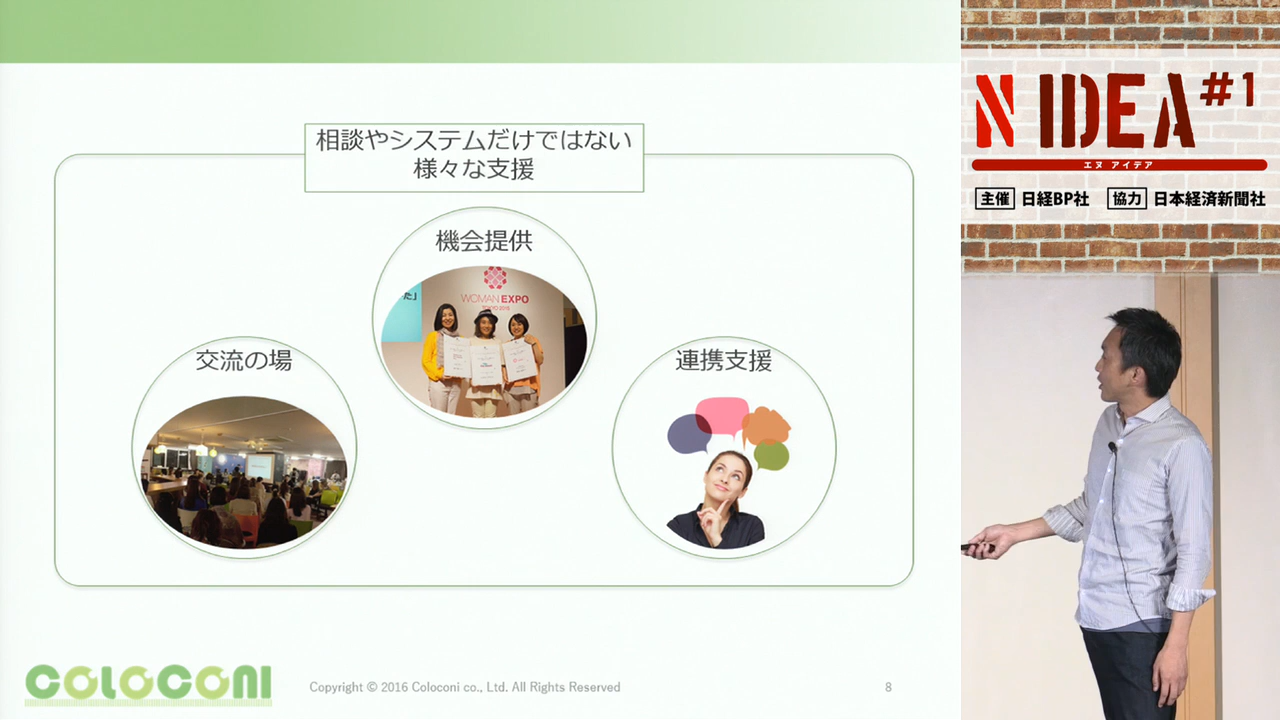 相談やシステムだけではない
様々な支援
機会提供
た」
WOMAN EXPO
TOKYO 2016
交流の場
連携支援
COLOCONI
Copyright © 2016 Coloconi co., Ltd. All Rights Reserved
8
N IDEA #1
エヌ アイデア
主催 日経BP社 協力 日本経済新聞社